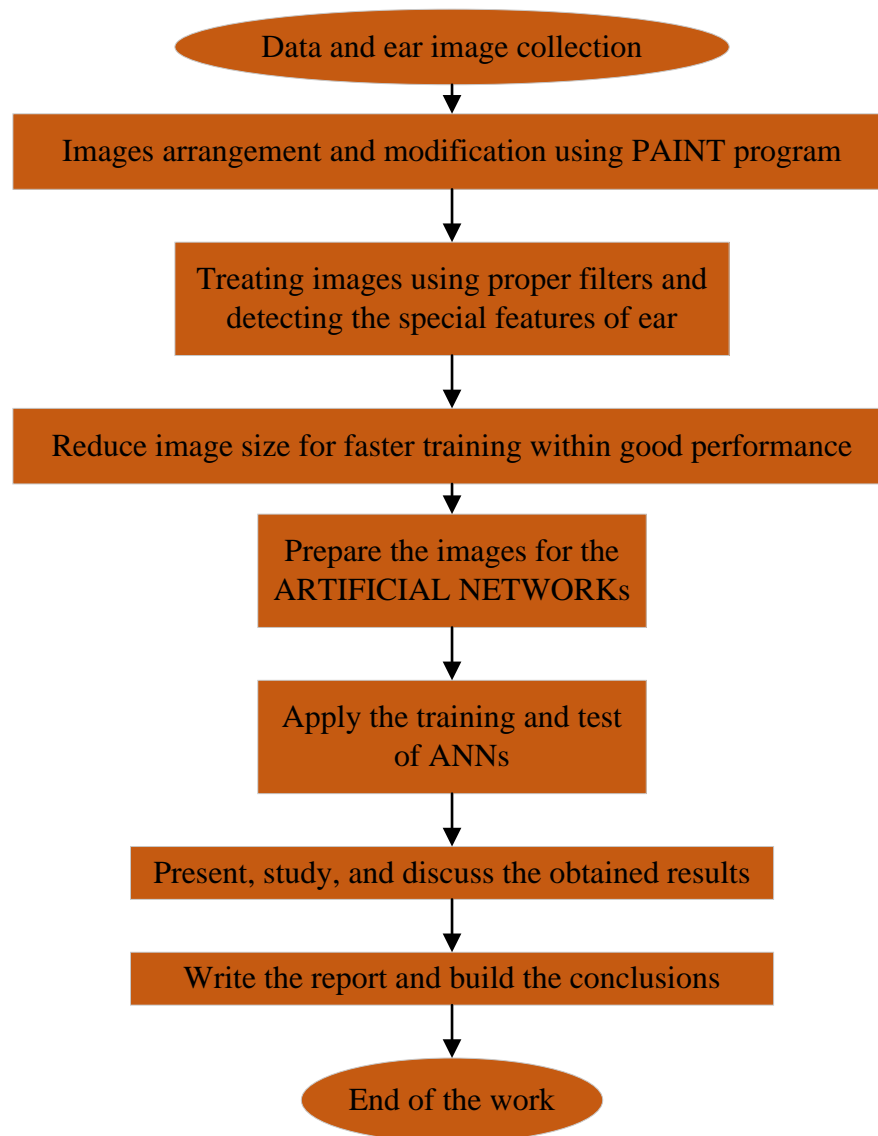 Data and ear image collection
Images arrangement and modification using PAINT program
Treating images using proper filters and
detecting the special features of ear
Reduce image size for faster training within good performance
Prepare the images for the
ARTIFICIAL NETWORKs
Apply the training and test
of ANNs
Present, study, and discuss the obtained results
Write the report and build the conclusions
End of the work